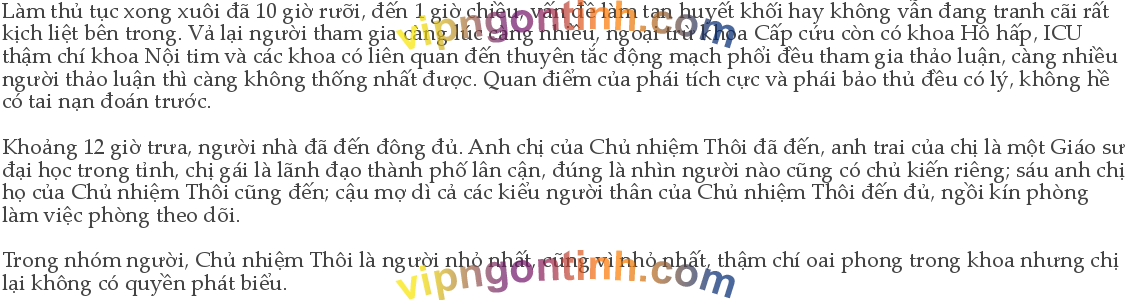 Làm thủ tục xong xuôi đã 10 giờ rưỡi, đến 1 giờ chiều, vấn đề làm tan huyết khối hay không vẫn đang tranh cãi rất
kịch liệt bên trong. Vả lại người tham gia càng lúc càng nhiều, ngoại trừ khoa Cấp cứu còn có khoa Hô hấp, ICU
thậm chí khoa Nội tim và các khoa có liên quan đến thuyên tắc động mạch phổi đều tham gia thảo luận, càng nhiều
người thảo luận thì càng không thống nhất được. Quan điểm của phái tích cực và phái bảo thủ đều có lý, không hề
có tai nạn đoán trước.
Khoảng 12 giờ trưa, người nhà đã đến đông đủ. Anh chị của Chủ nhiệm Thôi đã đến, anh trai của chị là một Giáo sư
đại học trong tỉnh, chị gái là lãnh đạo thành phố lân cận, đúng là nhìn người nào cũng có chủ kiến riêng; sáu anh chị
họ của Chủ nhiệm Thôi cũng đến; cậu mợ dì cả các kiểu người thân của Chủ nhiệm Thôi đến đủ, ngồi kín phòng
làm việc phòng theo dõi.
Trong nhóm người, Chủ nhiệm Thôi là người nhỏ nhất, cũng vì nhỏ nhất, thậm chí oai phong trong khoa nhưng chị
lại không có quyền phát biểu.
vipngontinh.com
vipngontinh.com